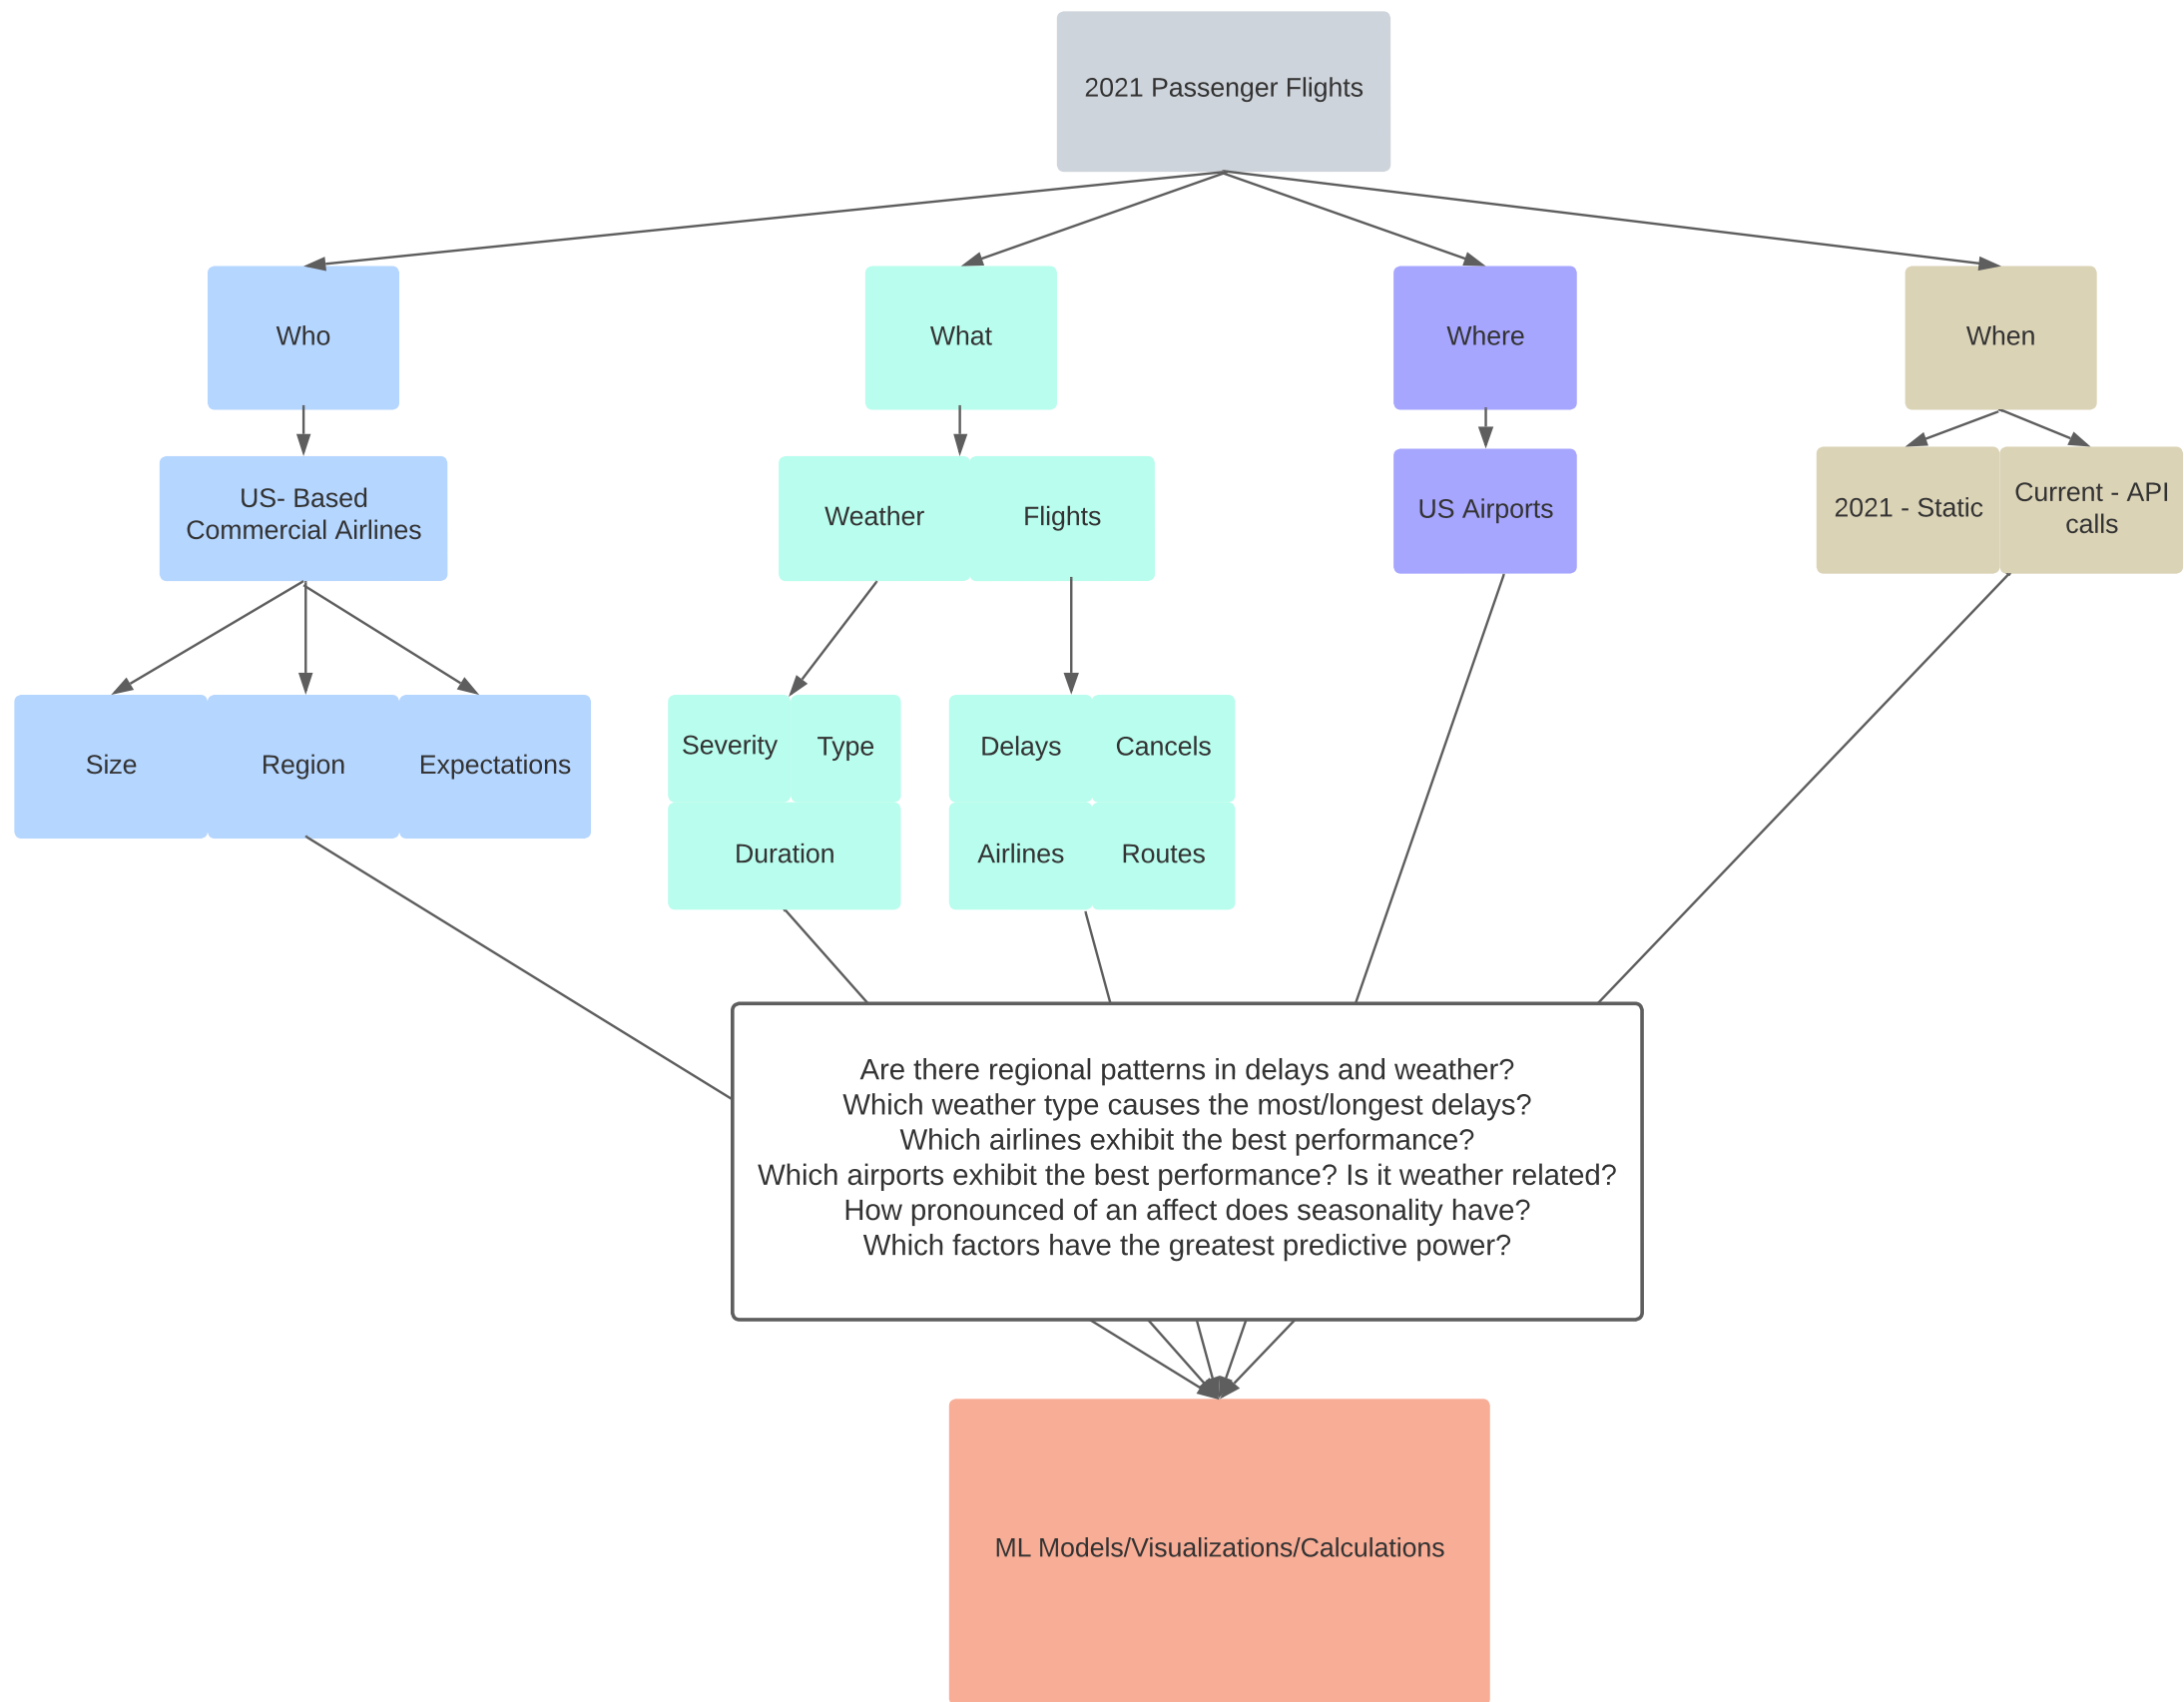 2021 Passenger Flights
Who
What
Where
When
US- Based
Commercial Airlines
Weather
Flights
US Airports
2021 - Static
Current - API
calls
Size
Region
Expectations
Severity
Type
Duration
Delays
Cancels
Airlines
Routes
Are there regional patterns in delays and weather?
Which weather type causes the most/longest delays?
Which airlines exhibit the best performance?
Which airports exhibit the best performance? Is it weather related?
How pronounced of an affect does seasonality have?
Which factors have the greatest predictive power?
ML Models/Visualizations/Calculations